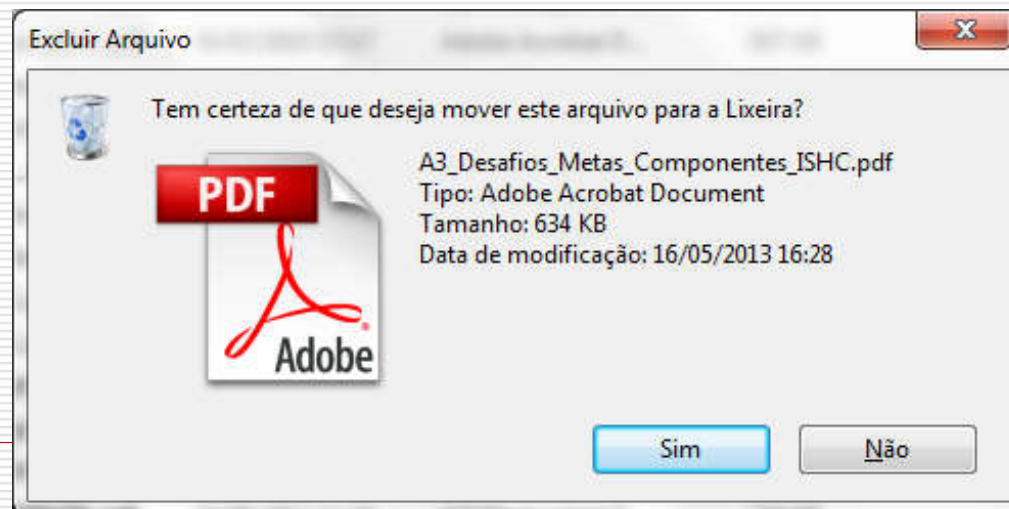 Excluir Arquivo
Tem certeza de que deseja mover este arquivo para a Lixeira?
PDF
Adobe
A3_Desafios_Metas_Componentes_ISHC.pdf
Tipo: Adobe Acrobat Document
Tamanho: 634 KB
Data de modificação: 16/05/2013 16:28
Sim
Não